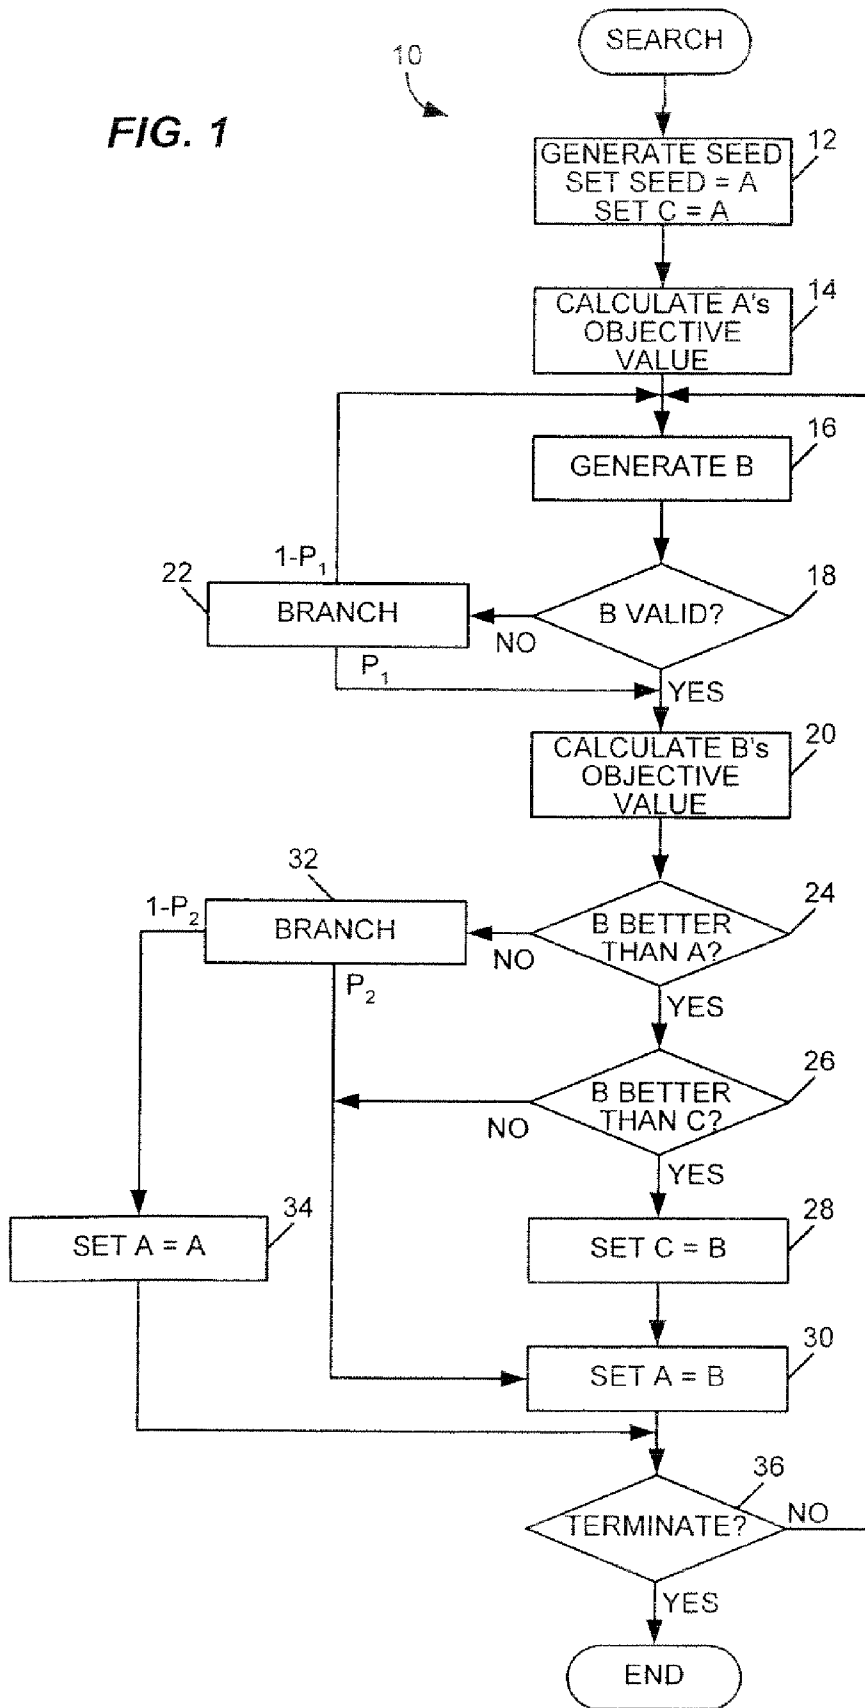 SEARCH
10
FIG. 1
GENERATE SEED
SET SEED = A
SET C = A
12
CALCULATE A's
OBJECTIVE
VALUE
14
GENERATE B
16
1-P1
22
BRANCH
B VALID?
18
NO
P1
YES
CALCULATE B's
OBJECTIVE
VALUE
20
32
1-P2
BRANCH
B BETTER
THAN A?
24
NO
P2
YES
B BETTER
THAN C?
26
NO
YES
34
SET A = A
SET C = B
28
SET A = B
30
36
TERMINATE?
NO
YES
END